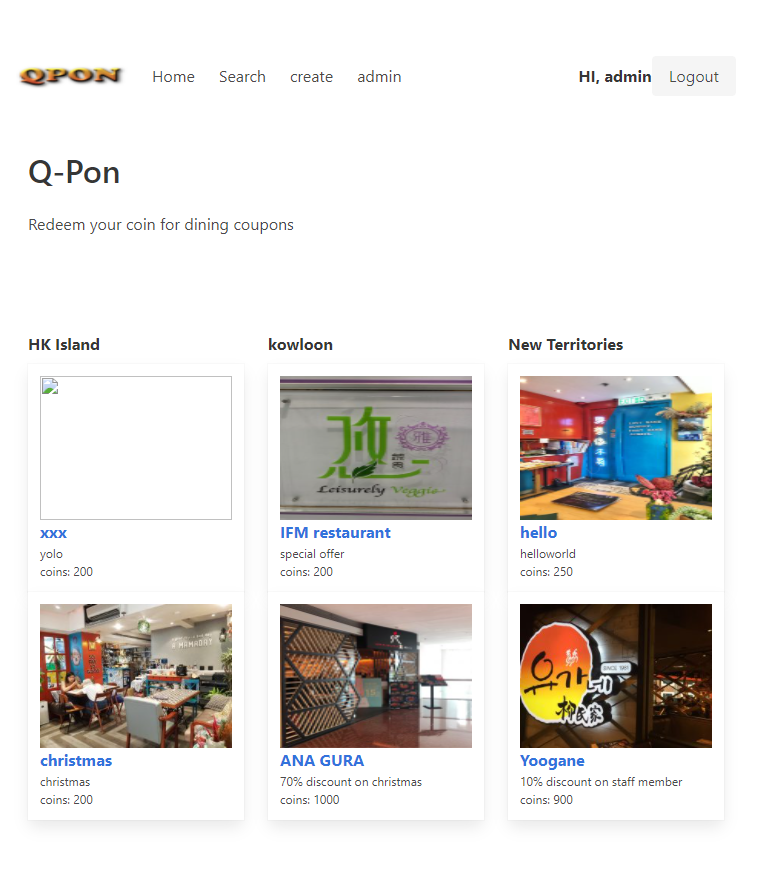 QPON
Home
Search
create
admin
HI, admin
Logout
Q-Pon
Redeem your coin for dining coupons
HK Island
kowloon
New Territories
xxx
yolo
coins: 200
Leisurely Veggie
IFM restaurant
special offer
coins: 200
hello
helloworld
coins: 250
christmas
christmas
coins: 200
ANA GURA
70% discount on christmas
coins: 1000
SINCE 1981
유가네
柳氏家
Yoogane
10% discount on staff member
coins: 900